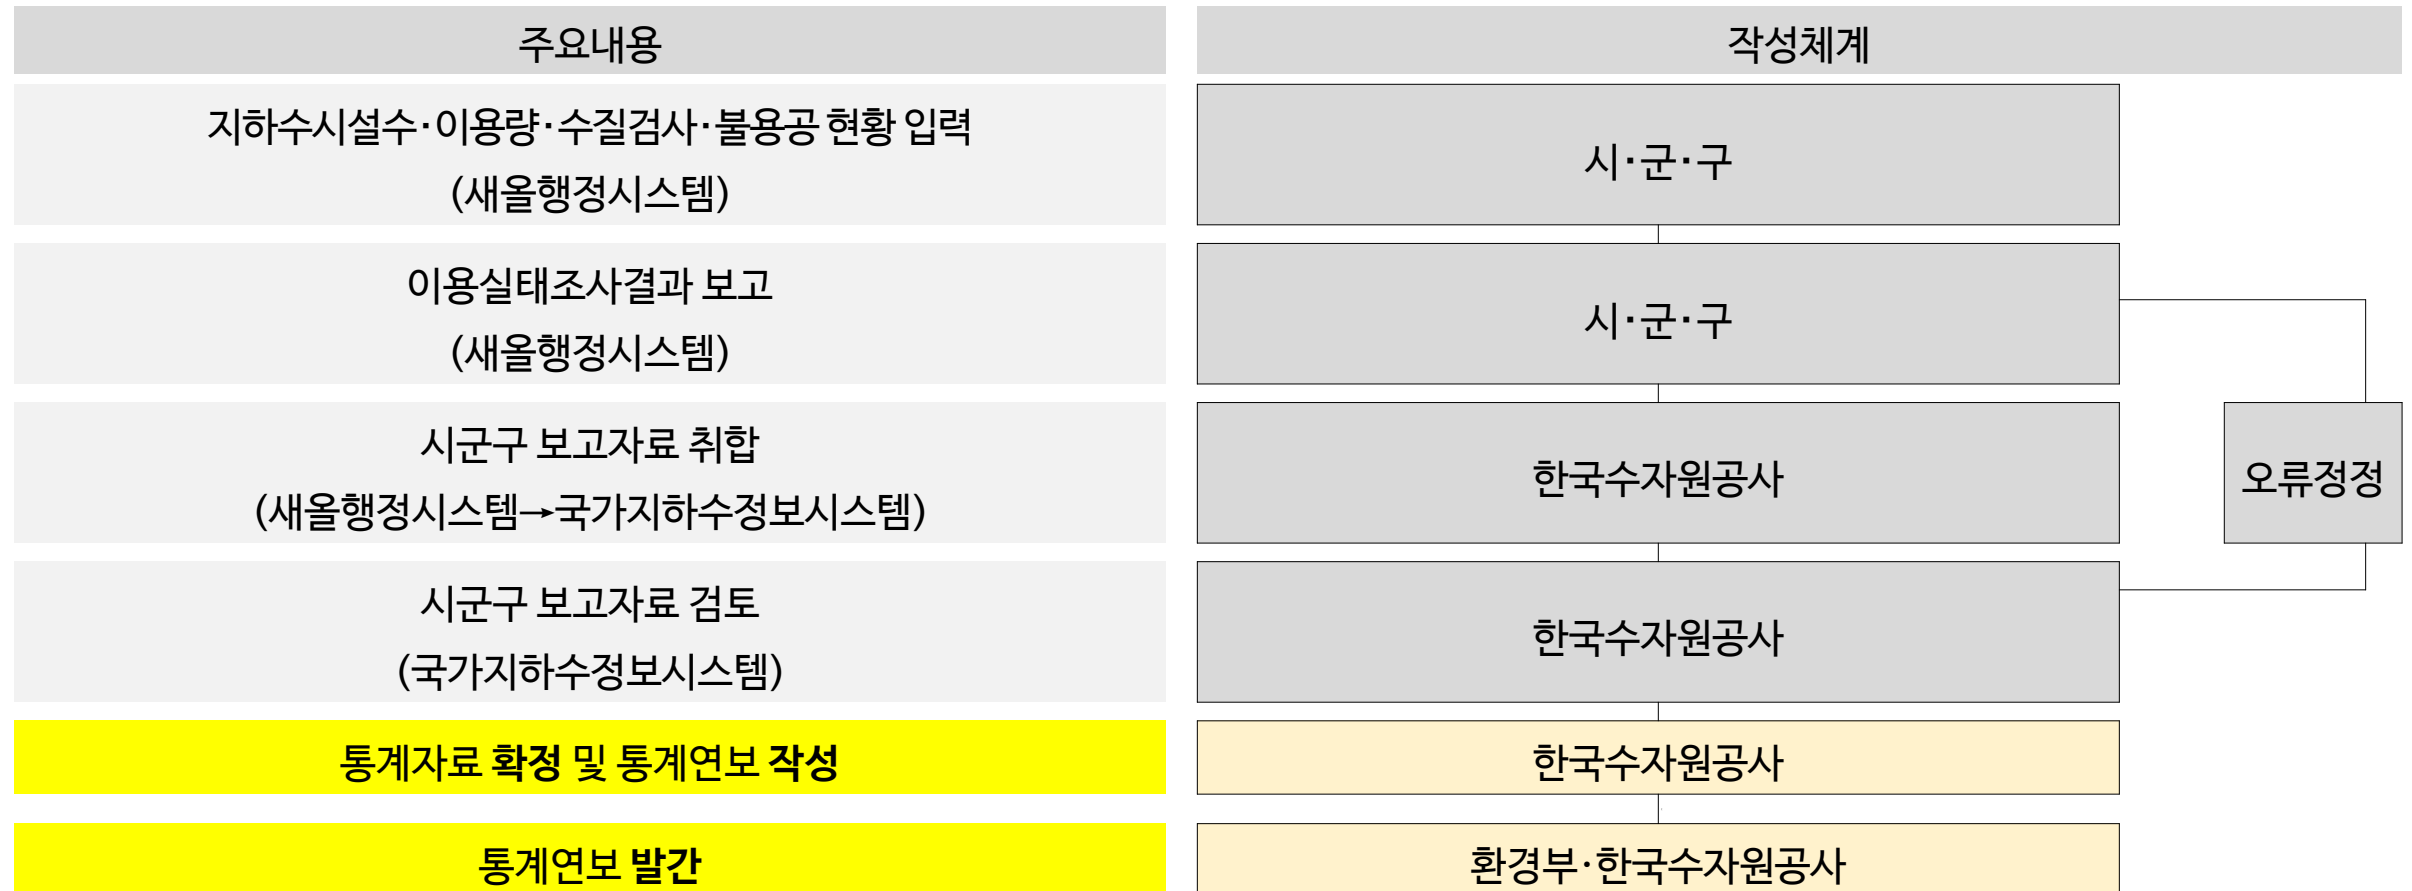 주요내용
작성체계
지하수시설수·이용량·수질검사·불용공 현황 입력
(새올행정시스템)
시·군·구
이용실태조사결과 보고
(새올행정시스템)
시·군·구
시군구 보고자료 취합
(새올행정시스템→국가지하수정보시스템)
한국수자원공사
오류정정
시군구 보고자료 검토
(국가지하수정보시스템)
한국수자원공사
통계자료 확정 및 통계연보 작성
한국수자원공사
통계연보 발간
환경부·한국수자원공사